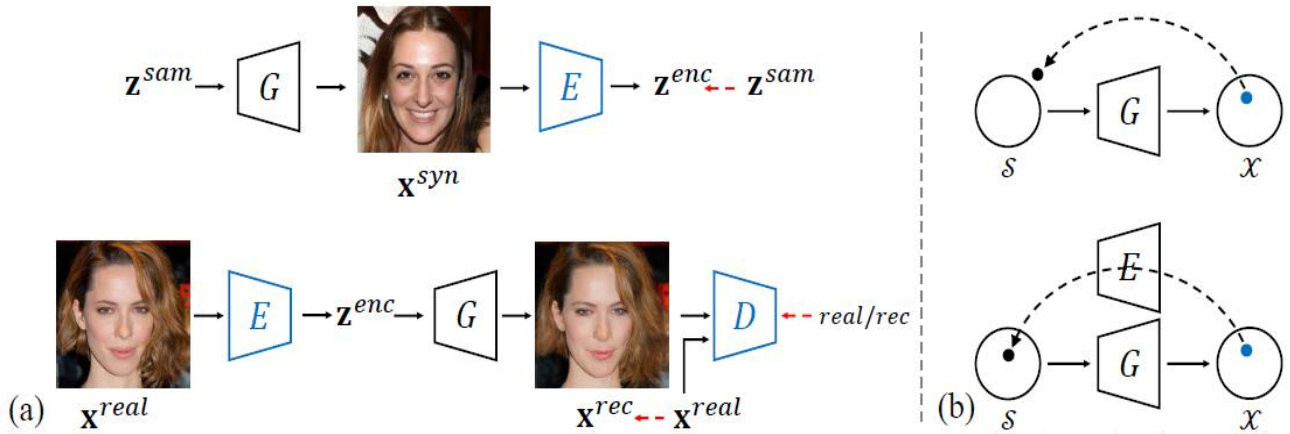 z^{sam} G E z^{enc} z^{sam}
x^{syn}
E z^{enc} G D real/rec
x^{rec} x^{real}
x^{real}
(a)
G
S X
E
G
S X
(b)